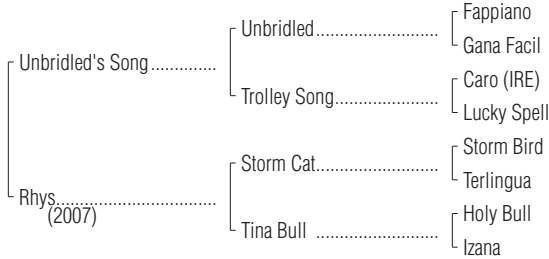 Fappiano
Unbridled..........................
Gana Facil
Unbridled's Song..............
Caro (IRE)
Trolley Song......................
Lucky Spell
Storm Bird
Storm Cat..........................
Terlingua
Rhys..................................
(2007)
Holy Bull
Tina Bull ..........................
Izana